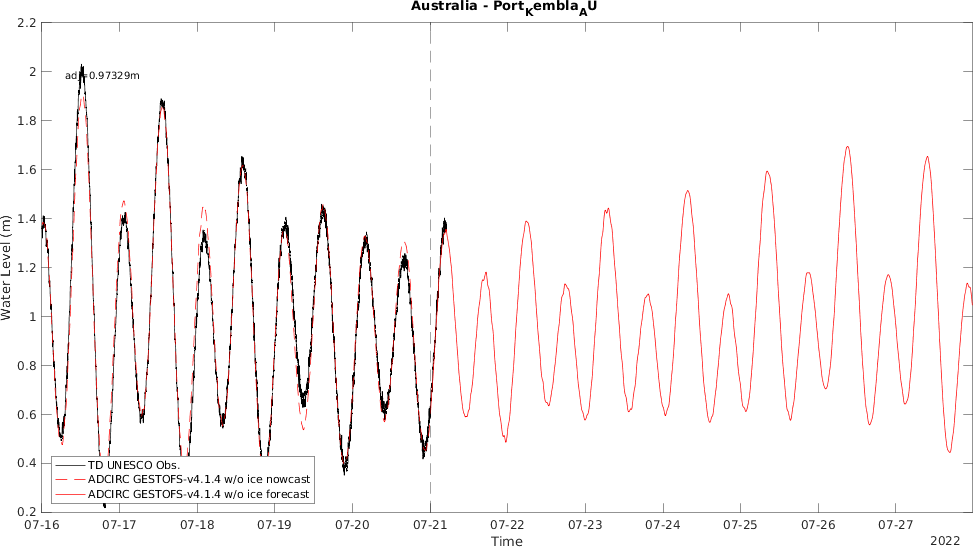 Australia - PortKemblaAU
2.2
2
1.8
1.6
1.4
1.2
1
0.8
0.6
0.4
0.2
Water Level (m)
adj=0.97329m
TD UNESCO Obs.
ADCIRC GESTOFS-v4.1.4 w/o ice nowcast
ADCIRC GESTOFS-v4.1.4 w/o ice forecast
07-16 07-17 07-18 07-19 07-20 07-21 07-22 07-23 07-24 07-25 07-26 07-27
Time
2022